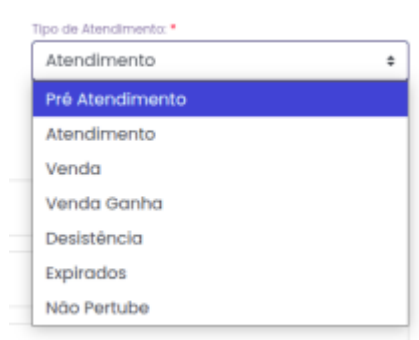 Tipo de Atendimento: *
Atendimento
Pré Atendimento
Atendimento
Venda
Venda Ganha
Desistência
Expirados
Não Pertube